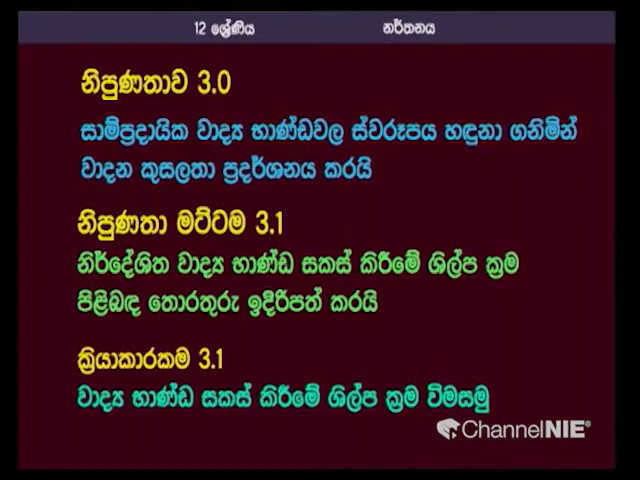 12 ශ්‍රේණිය නර්තනය
නිපුණතාව 3.0
සාම්ප්‍රදායික වාද්‍ය භාණ්ඩවල ස්වරූපය හඳුනා ගනිමින්
වාදන කුසලතා ප්‍රදර්ශනය කරයි
නිපුණතා මට්ටම 3.1
නිර්දේශිත වාද්‍ය භාණ්ඩ සකස් කිරීමේ ශිල්ප ක්‍රම
පිළිබඳ තොරතුරු ඉදිරිපත් කරයි
ක්‍රියාකාරකම 3.1
වාද්‍ය භාණ්ඩ සකස් කිරීමේ ශිල්ප ක්‍රම විමසමු
ChannelNIE®